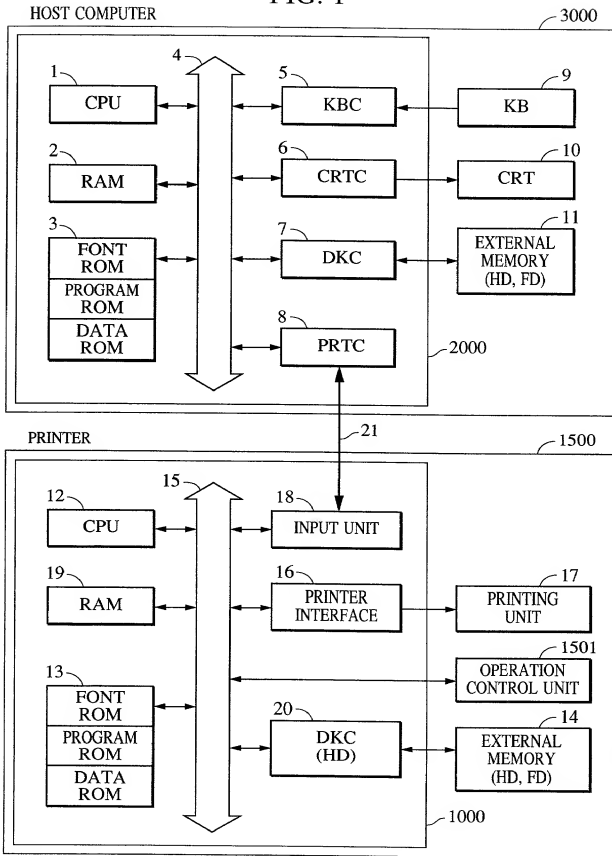 HOST COMPUTER
3000
4
1
CPU
5
KBC
9
KB
2
RAM
6
CRTC
10
CRT
3
FONT
ROM
PROGRAM
ROM
DATA
ROM
7
DKC
11
EXTERNAL
MEMORY
(HD, FD)
8
PRTC
2000
21
PRINTER
1500
15
12
CPU
18
INPUT UNIT
19
RAM
16
PRINTER
INTERFACE
17
PRINTING
UNIT
1501
OPERATION
CONTROL UNIT
13
FONT
ROM
PROGRAM
ROM
DATA
ROM
20
DKC
(HD)
14
EXTERNAL
MEMORY
(HD, FD)
1000